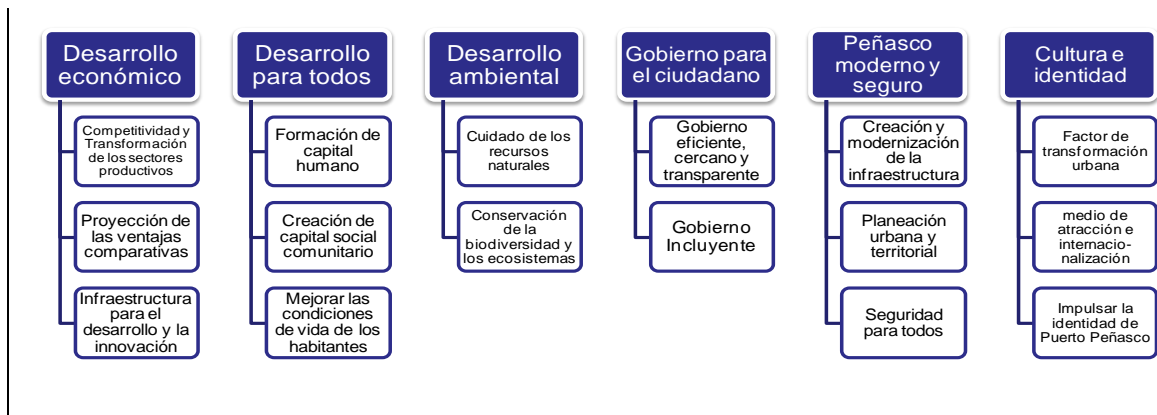 Desarrollo
económico
Competitividad y
Transformación
de los sectores
productivos
Proyección de
las ventajas
comparativas
Infraestructura
para el
desarrollo y la
innovación
Desarrollo
para todos
Formación de
capital
humano
Creación de
capital social
comunitario
Mejorar las
condiciones
de vida de los
habitantes
Desarrollo
ambiental
Cuidado de los
recursos
naturales
Conservación
de la
biodiversidad y
los ecosistemas
Gobierno para
el ciudadano
Gobierno
eficiente,
cercano y
transparente
Gobierno
Incluyente
Peñasco
moderno y
seguro
Creación y
modernización
de la
infraestructura
Planeación
urbana y
territorial
Seguridad
para todos
Cultura e
identidad
Factor de
transformación
urbana
medio de
atracción e
internacio-
nalización
Impulsar la
identidad de
Puerto Peñasco